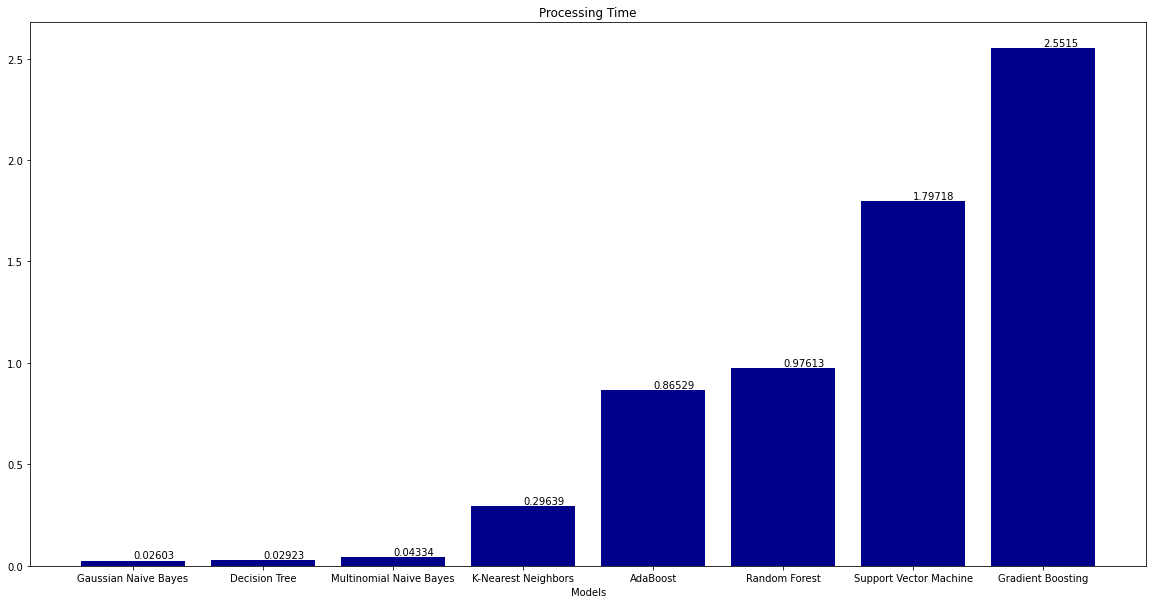 Processing Time
2.5
2.0
1.5
1.0
0.5
0.0
0.02603
0.02923
0.04334
0.29639
0.86529
0.97613
1.79718
2.5515
Gaussian Naive Bayes
Decision Tree
Multinomial Naive Bayes
K-Nearest Neighbors
AdaBoost
Random Forest
Support Vector Machine
Gradient Boosting
Models